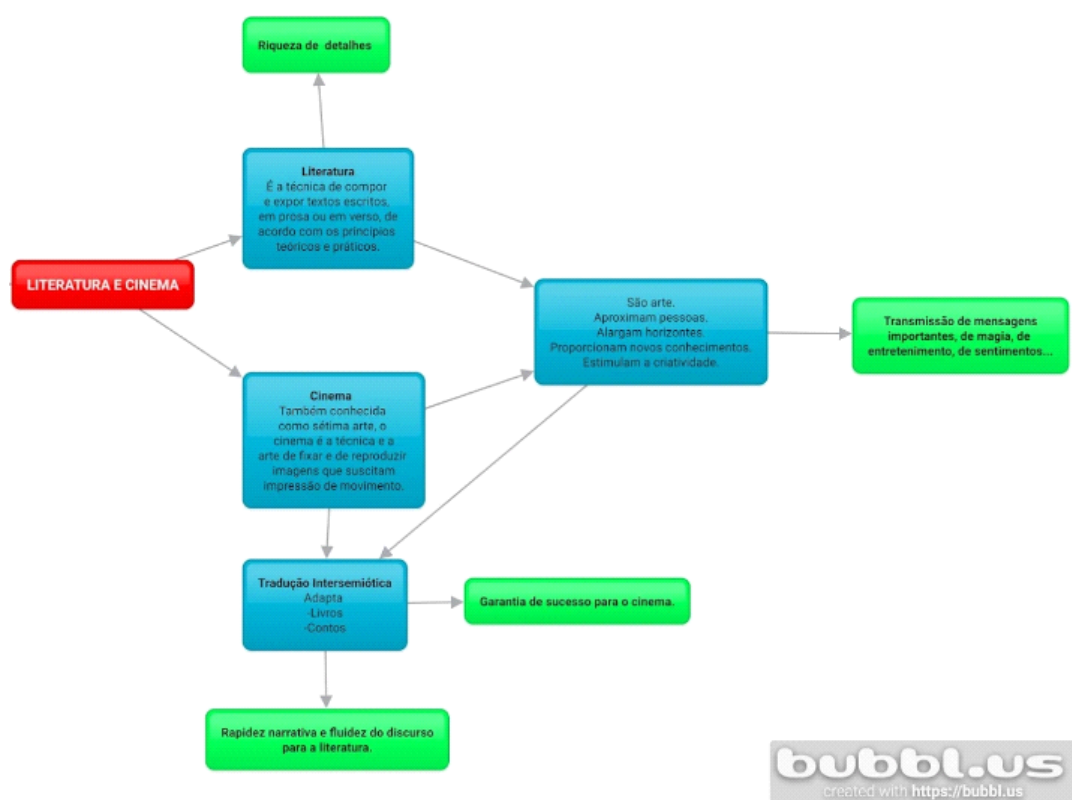 Riqueza de detalhes
Literatura
É a técnica de compor
e expor textos escritos,
em prosa ou em verso, de
acordo com os princípios
teóricos e práticos.
LITERATURA E CINEMA
São arte.
Aproximam pessoas.
Alargam horizontes.
Proporcionam novos conhecimentos.
Estimulam a criatividade.
Transmissão de mensagens
importantes, de magia, de
entretenimento, de sentimentos...
Cinema
Também conhecida
como sétima arte, o
cinema é a técnica e a
arte de fixar e de reproduzir
imagens que suscitam
impressão de movimento.
Tradução Intersemiótica
Adapta
-Livros
-Contos
Garantia de sucesso para o cinema.
Rapidez narrativa e fluidez do discurso
para a literatura.
bubbl.us
created with https://bubbl.us